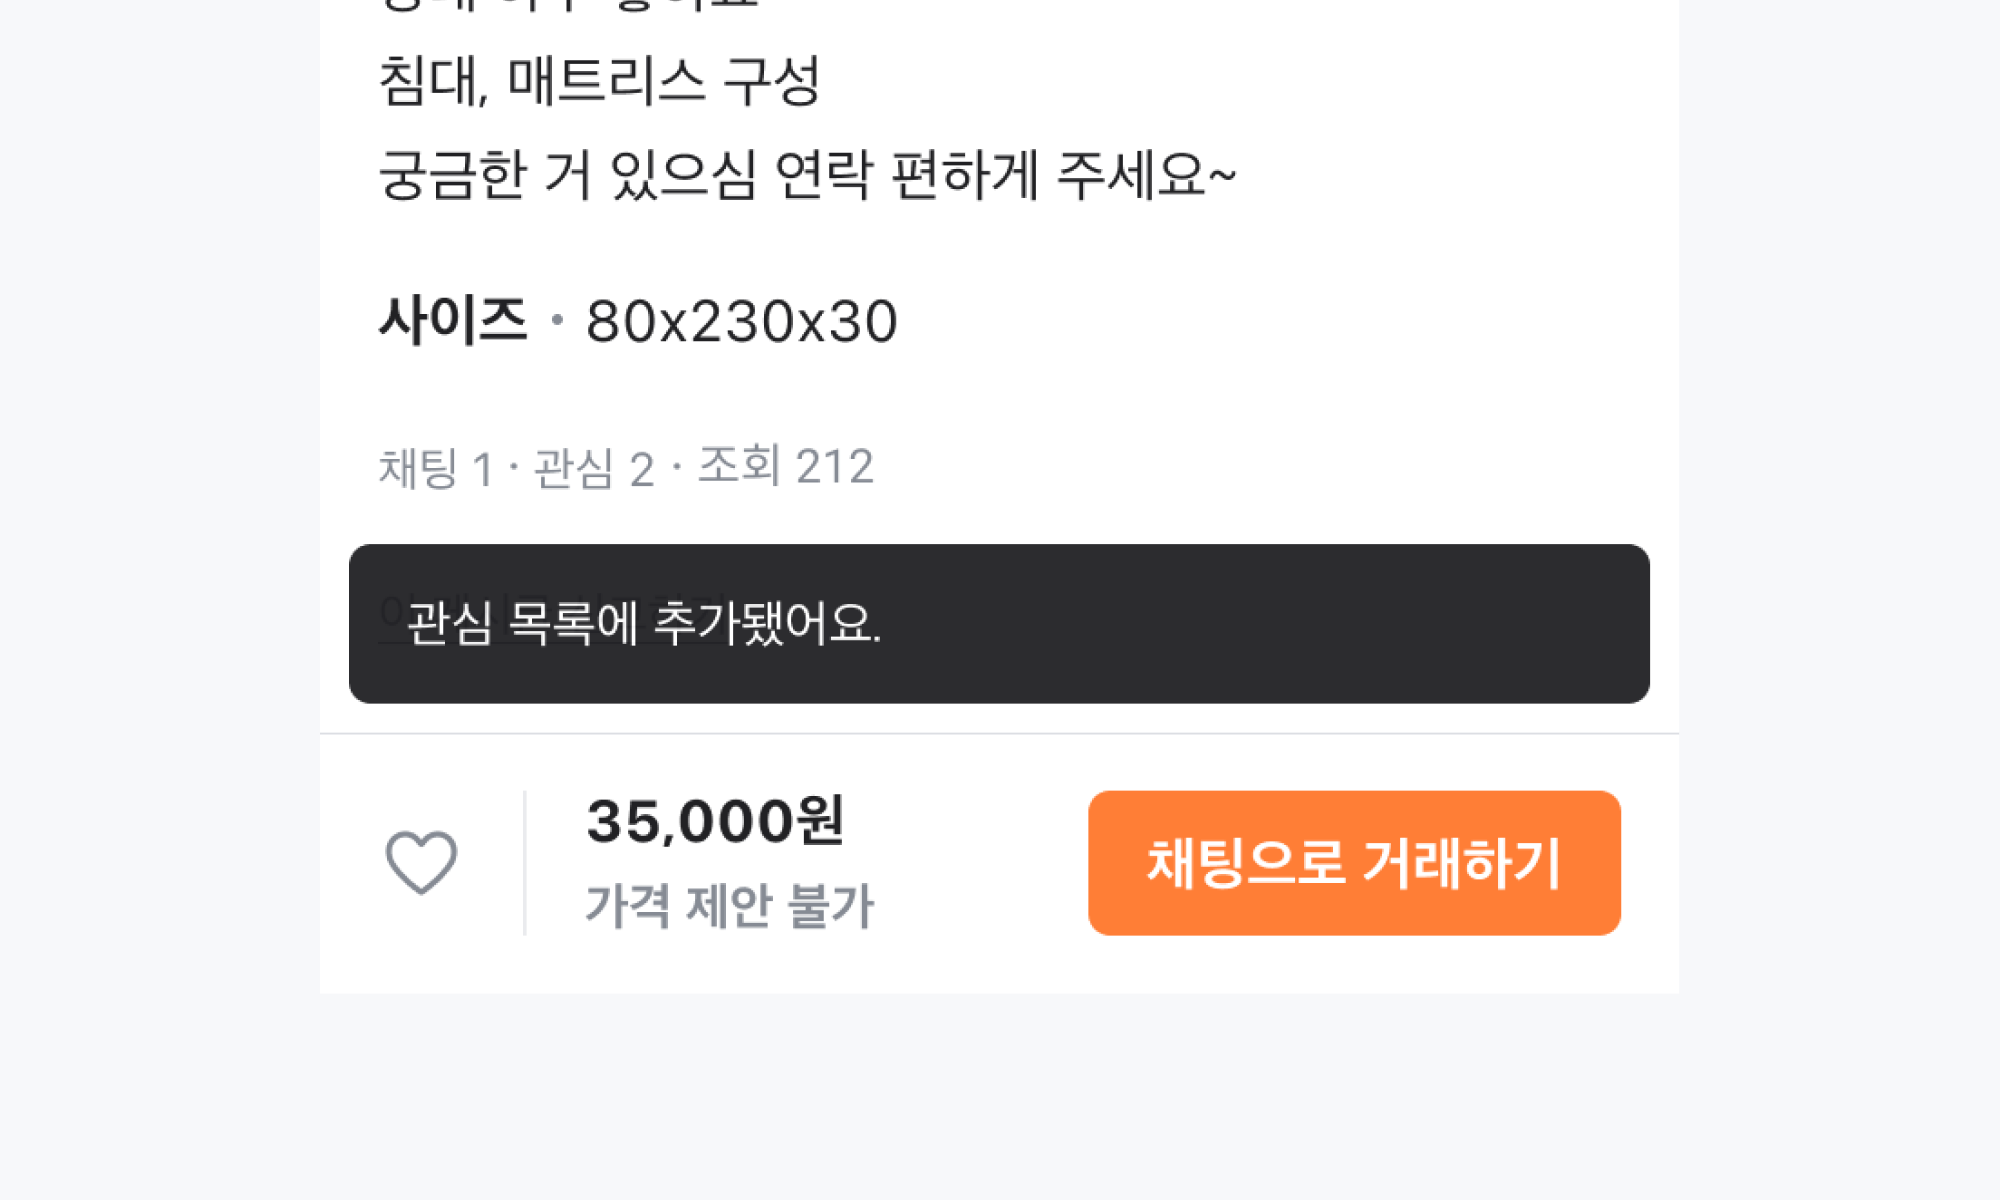 침대, 매트리스 구성
궁금한 거 있으심 연락 편하게 주세요~
사이즈 · 80x230x30
채팅 1 · 관심 2 · 조회 212
관심 목록에 추가됐어요.
35,000원
가격 제안 불가
채팅으로 거래하기